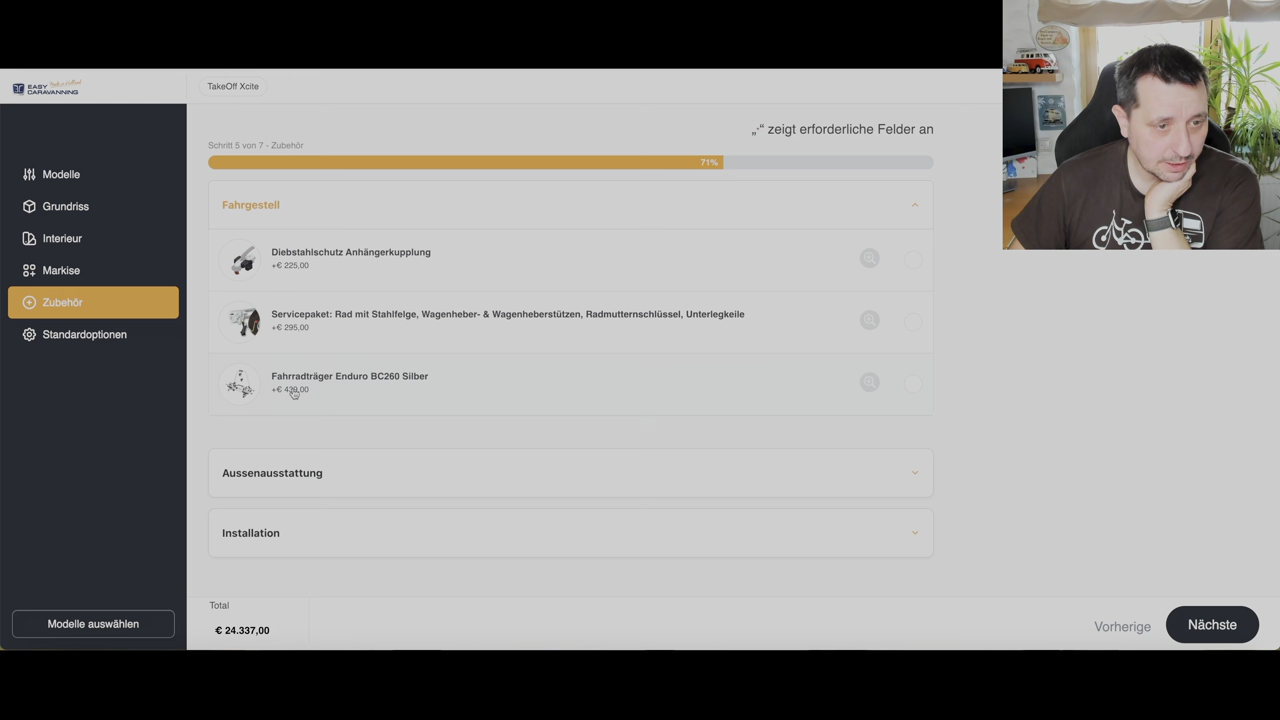 EASY
CARAVANNING
TakeOff Xcite
„·“ zeigt erforderliche Felder an
Schritt 5 von 7 - Zubehör
71%
Modelle
Grundriss
Interieur
Markise
Zubehör
Standardoptionen
Modelle auswählen
Fahrgestell
Diebstahlschutz Anhängerkupplung
+€ 225,00
Servicepaket: Rad mit Stahlfelge, Wagenheber- & Wagenheberstützen, Radmutternschlüssel, Unterlegkeile
+€ 295,00
Fahrradträger Enduro BC260 Silber
Aussenausstattung
Installation
Total
€ 24.337,00
Vorherige
Nächste